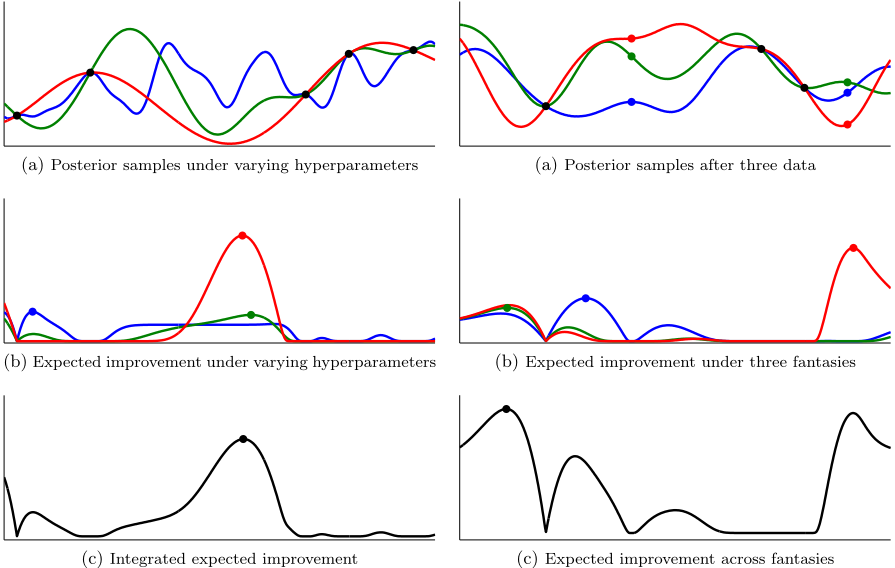 (a) Posterior samples under varying hyperparameters
(a) Posterior samples after three data
(b) Expected improvement under varying hyperparameters
(b) Expected improvement under three fantasies
(c) Integrated expected improvement
(c) Expected improvement across fantasies